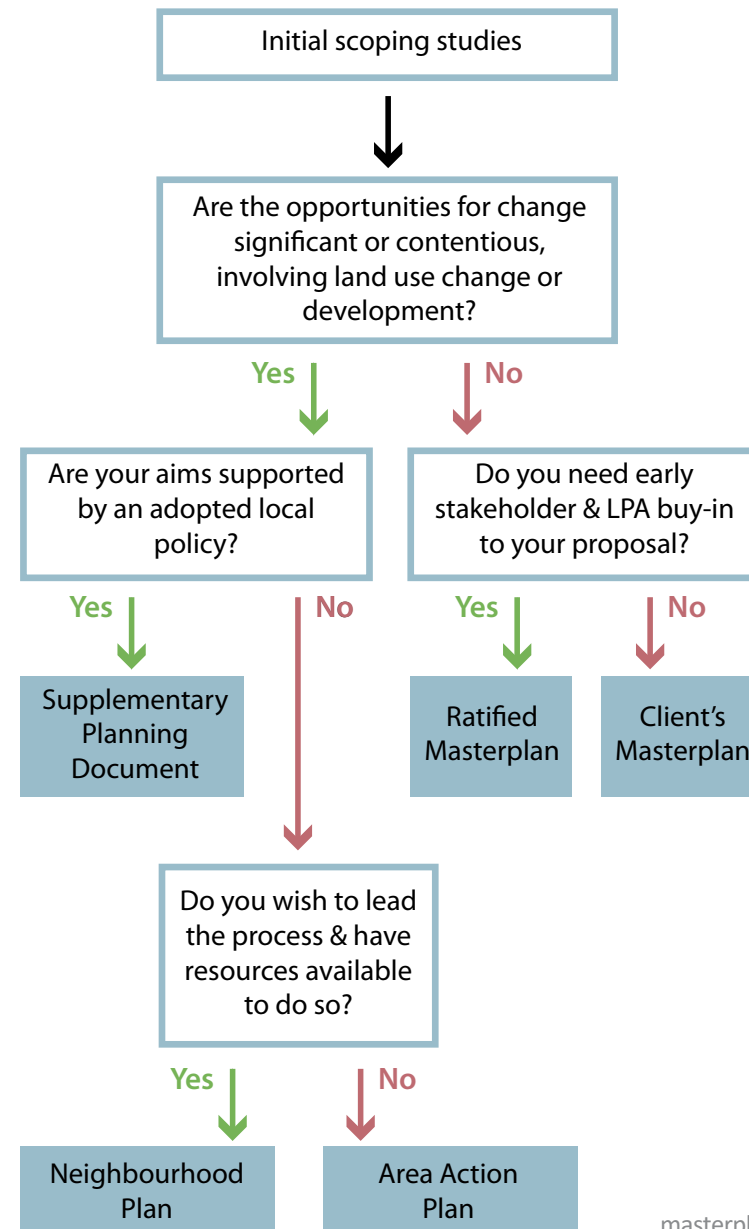 Initial scoping studies
Are the opportunities for change
significant or contentious,
involving land use change or
development?
Yes
No
Are your aims supported
by an adopted local
policy?
Do you need early
stakeholder & LPA buy-in
to your proposal?
Yes
No
Yes
No
Supplementary
Planning
Document
Ratified
Masterplan
Client's
Masterplan
Do you wish to lead
the process & have
resources available
to do so?
Yes
No
Neighbourhood
Plan
Area Action
Plan